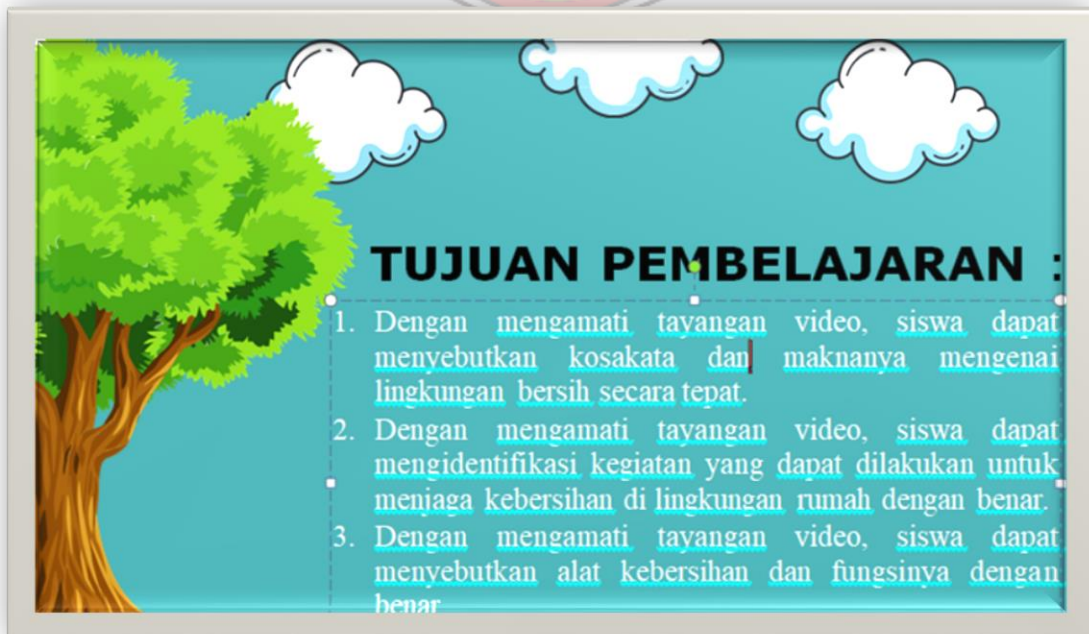 TUJUAN PEMBELAJARAN :
1. Dengan mengamati tayangan video, siswa dapat
menyebutkan kosakata dan maknanya mengenai
lingkungan bersih secara tepat.
2. Dengan mengamati tayangan video, siswa dapat
mengidentifikasi kegiatan yang dapat dilakukan untuk
menjaga kebersihan di lingkungan rumah dengan benar.
3. Dengan mengamati tayangan video, siswa dapat
menyebutkan alat kebersihan dan fungsinya dengan
benar